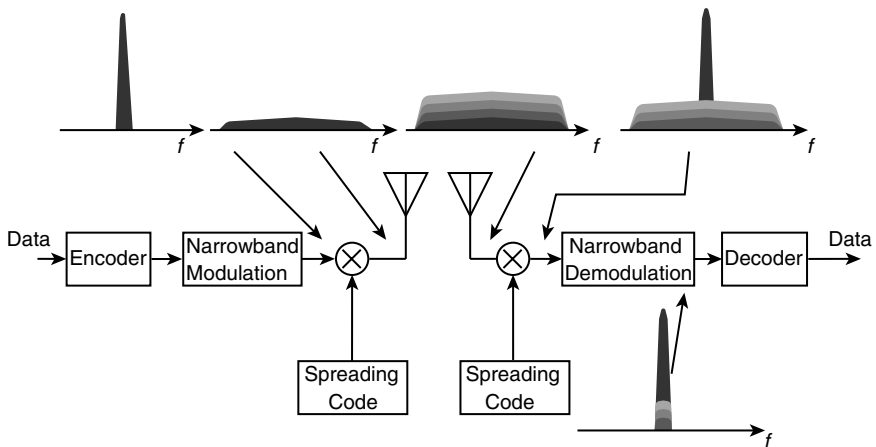 f
f
f
f
Data
Encoder
Narrowband
Modulation
Narrowband
Demodulation
Decoder
Data
Spreading
Code
Spreading
Code
f